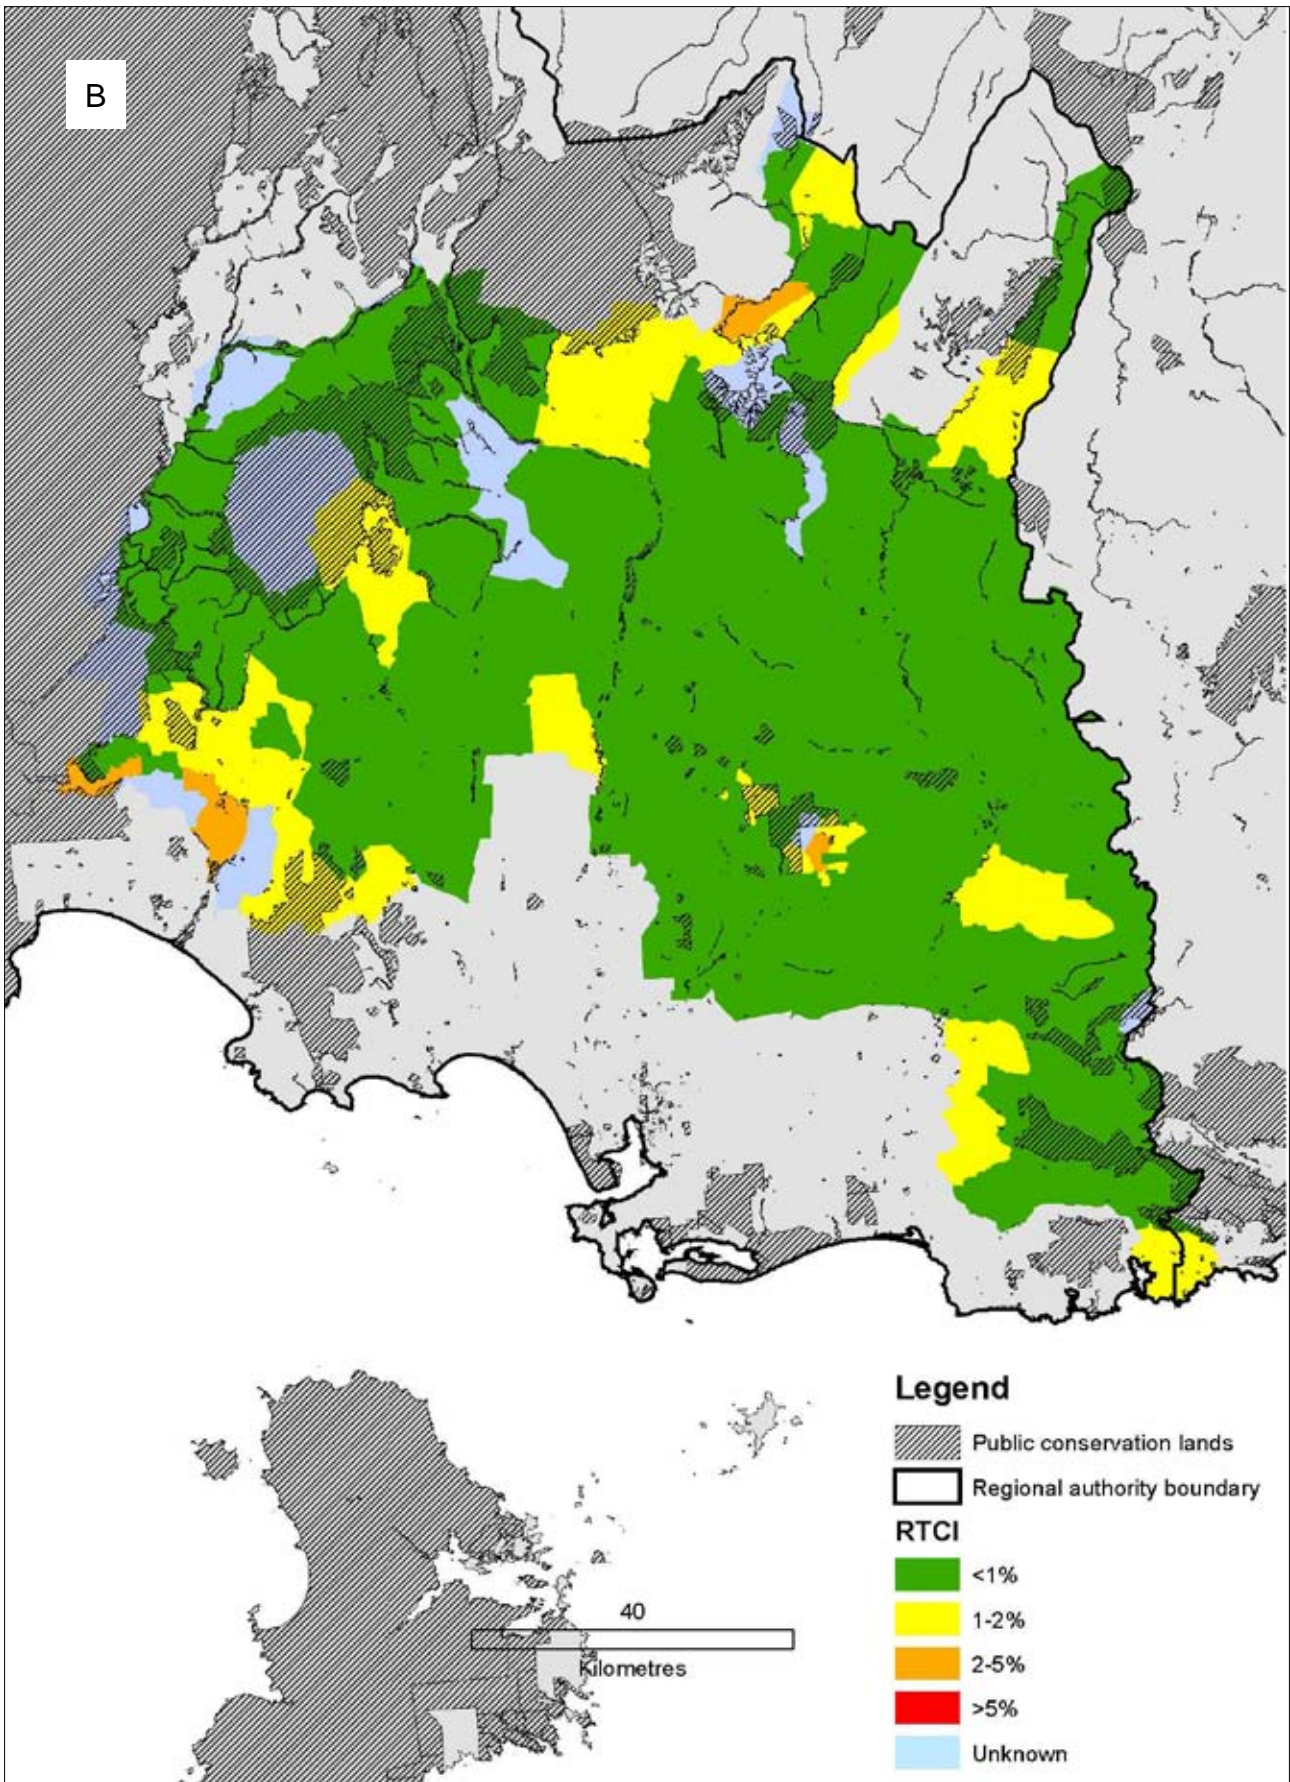 B
Legend
Public conservation lands
Regional authority boundary
RTCI
<1%
1-2%
2-5%
>5%
Unknown
40
Kilometres